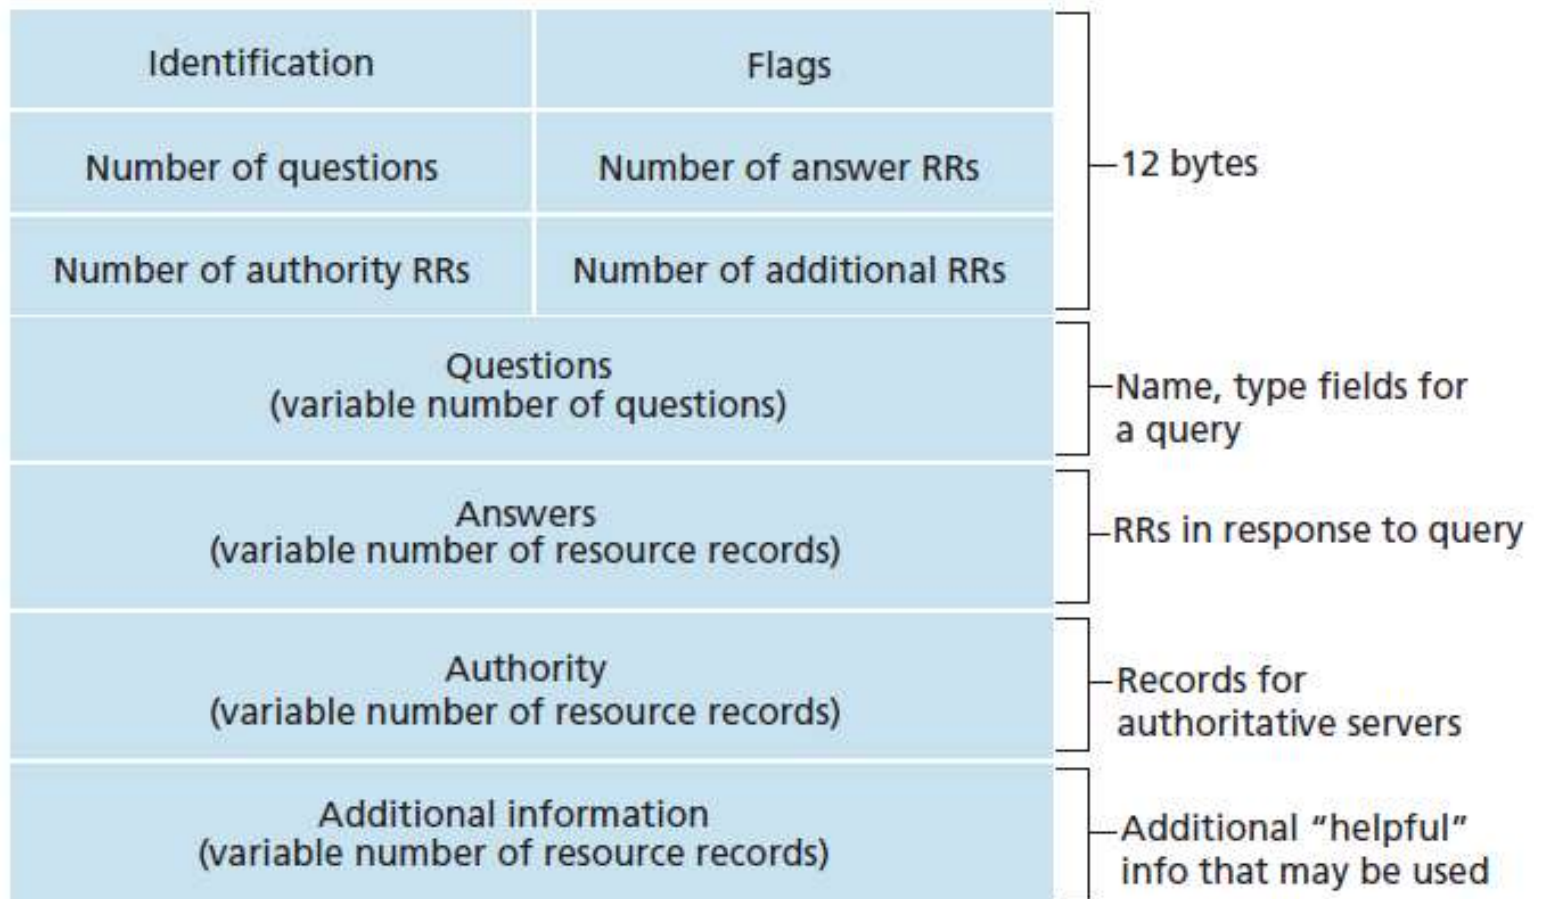 Identification
Flags
Number of questions
Number of answer RRs
12 bytes
Number of authority RRs
Number of additional RRs
Questions
(variable number of questions)
Name, type fields for
a query
Answers
(variable number of resource records)
RRs in response to query
Authority
(variable number of resource records)
Records for
authoritative servers
Additional information
(variable number of resource records)
Additional “helpful”
info that may be used